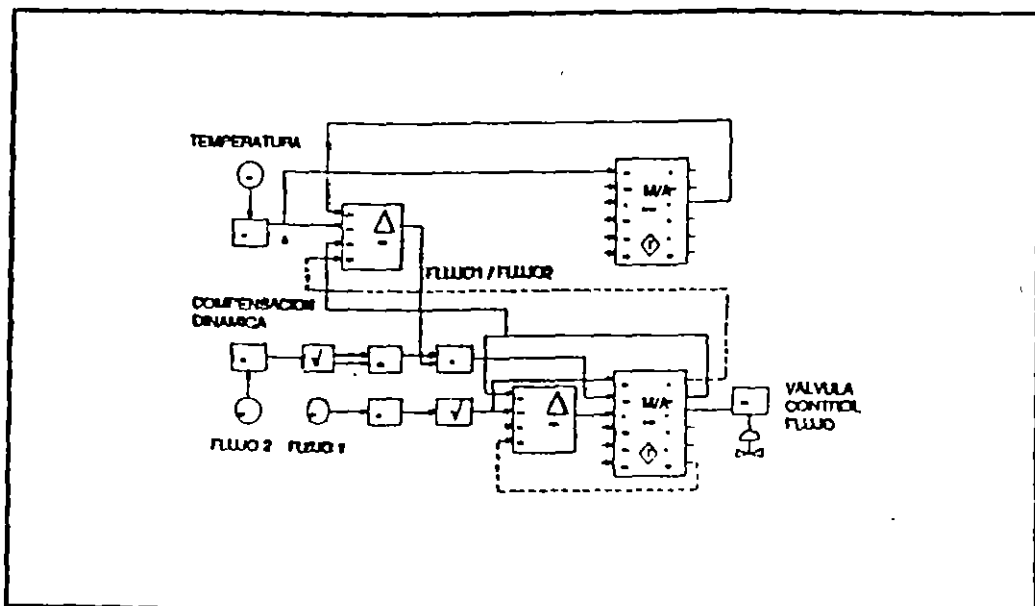 TEMPERATURA
M/A
Δ
FLUJO1 / FLUJO2
COMPENSACION
DINAMICA
√
√
Δ
M/A
VALVULA
CONTROL
FLUJO
FLUJO 2 FLUJO 1